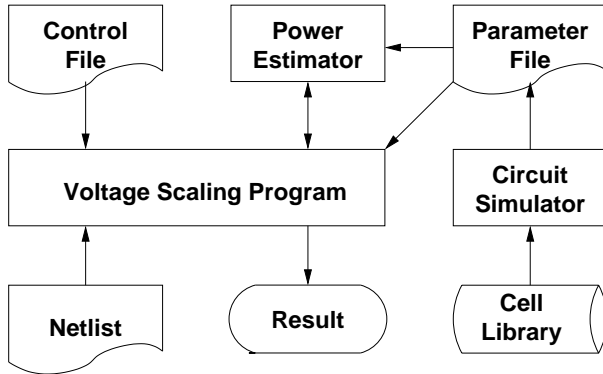 Control
File
Power
Estimator
Parameter
File
Voltage Scaling Program
Circuit
Simulator
Netlist
Result
Cell
Library